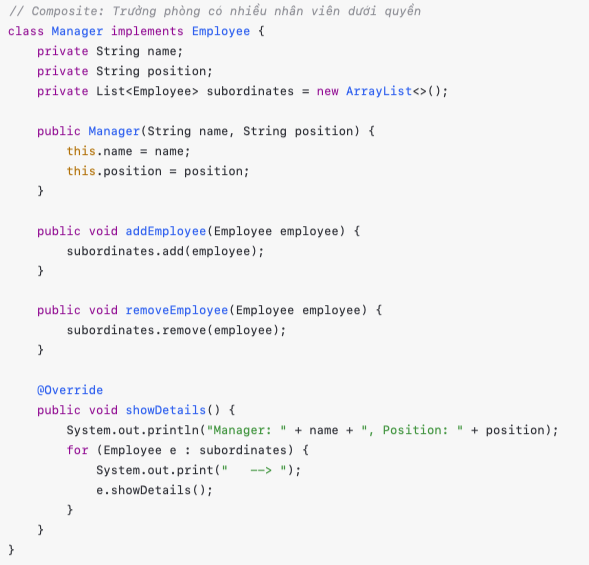 // Composite: Trưởng phòng có nhiều nhân viên dưới quyền
class Manager implements Employee {
    private String name;
    private String position;
    private List<Employee> subordinates = new ArrayList<>();

    public Manager(String name, String position) {
        this.name = name;
        this.position = position;
    }

    public void addEmployee(Employee employee) {
        subordinates.add(employee);
    }

    public void removeEmployee(Employee employee) {
        subordinates.remove(employee);
    }

    @Override
    public void showDetails() {
        System.out.println("Manager: " + name + ", Position: " + position);
        for (Employee e : subordinates) {
            System.out.print("   --> ");
            e.showDetails();
        }
    }
}